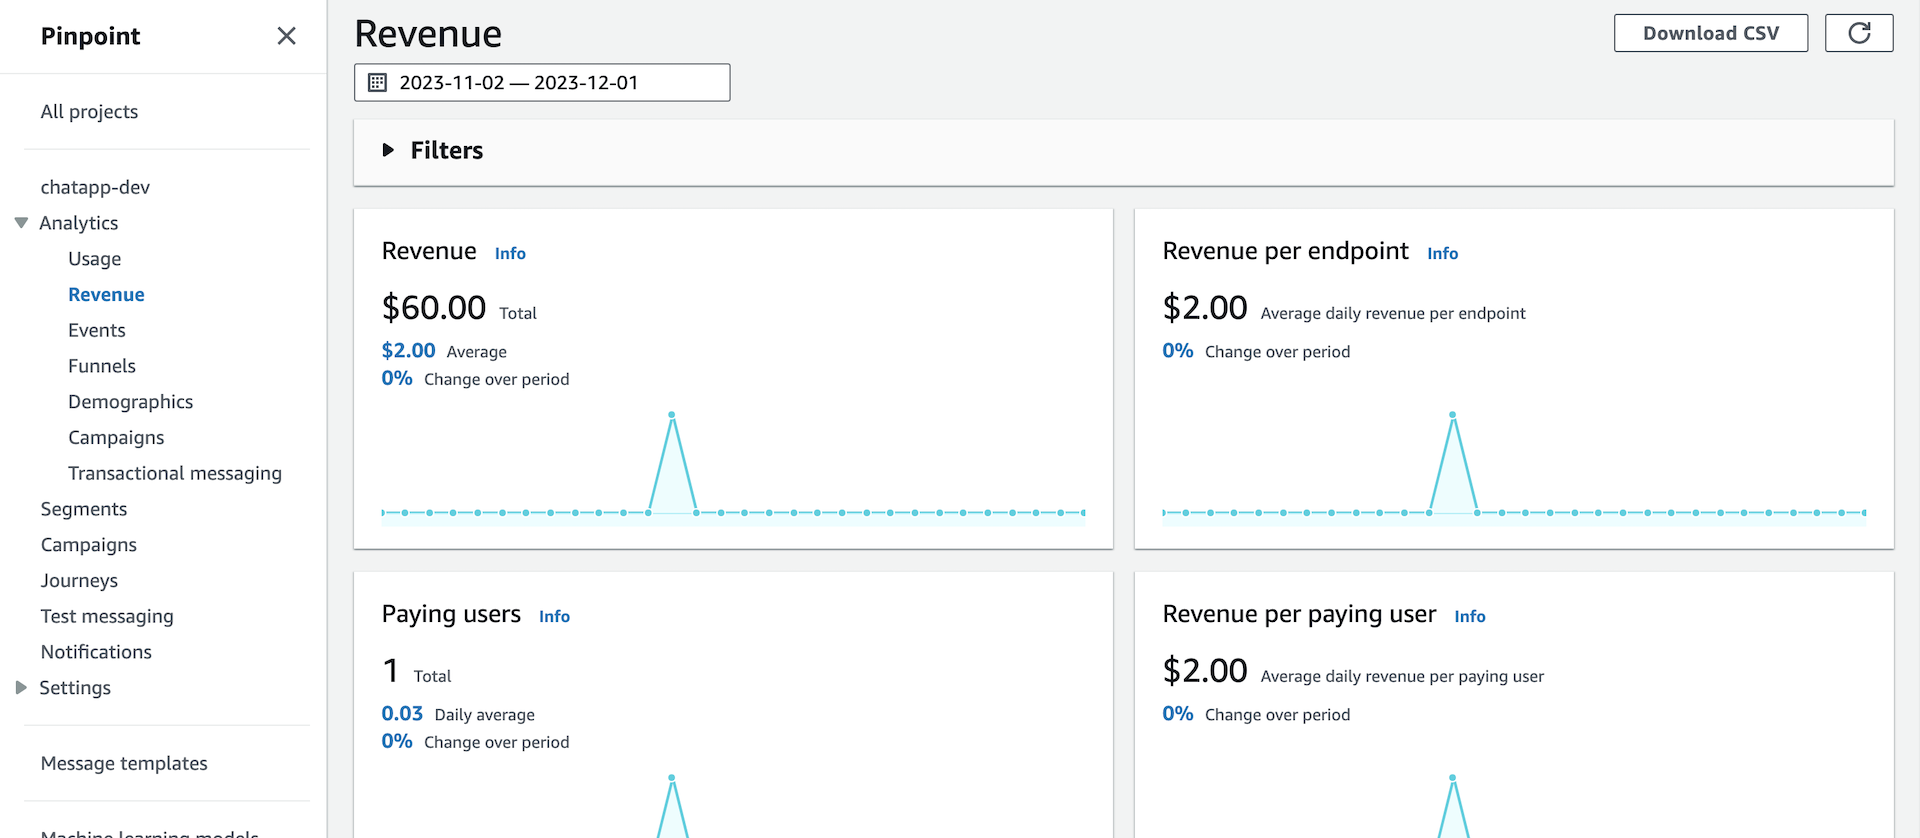 Pinpoint
All projects
chatapp-dev
Analytics
Usage
Revenue
Events
Funnels
Demographics
Campaigns
Transactional messaging
Segments
Campaigns
Journeys
Test messaging
Notifications
Settings
Message templates
Machine learning models
Revenue
Download CSV
2023-11-02 — 2023-12-01
Filters
Revenue Info
$60.00 Total
$2.00 Average
0% Change over period
Revenue per endpoint Info
$2.00 Average daily revenue per endpoint
0% Change over period
Paying users Info
1 Total
0.03 Daily average
0% Change over period
Revenue per paying user Info
$2.00 Average daily revenue per paying user
0% Change over period